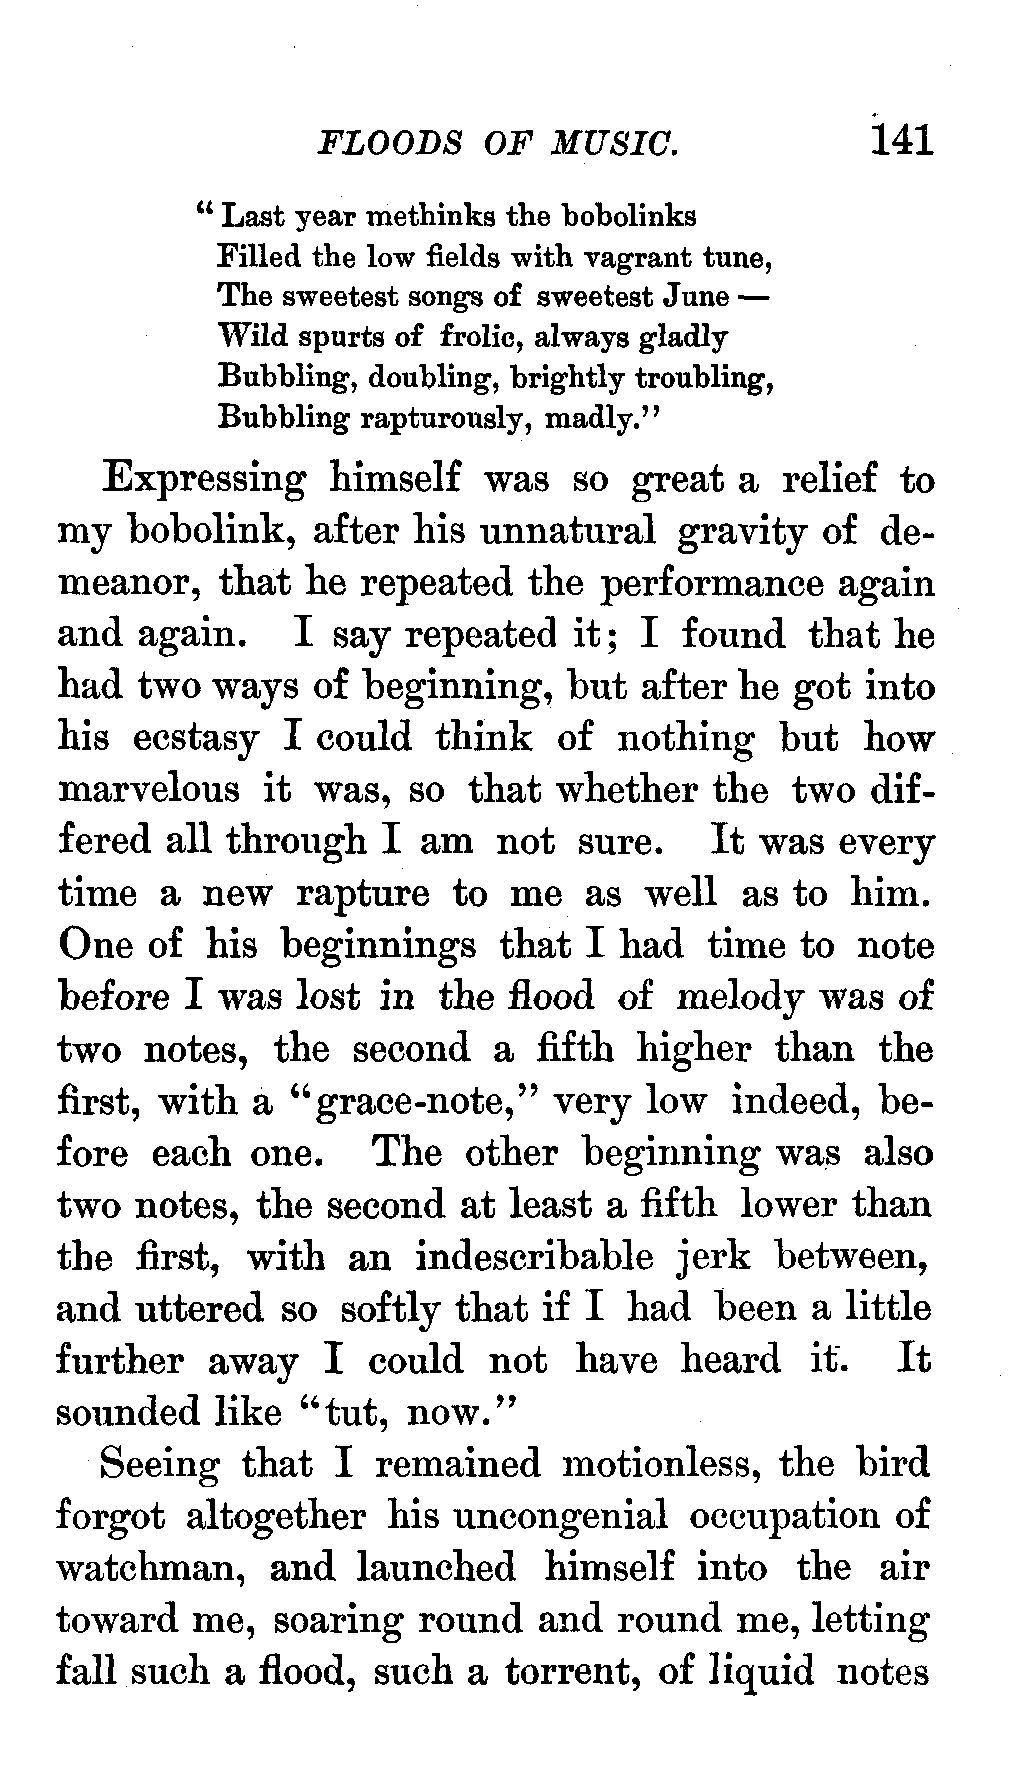 FLOODS OF MUSIC. 141
"Last year methinks the bobolinks
Filled the low fields with vagrant tune,
The sweetest songs of sweetest June —
Wild spurts of frolic, always gladly
Bubbling, doubling, brightly troubling,
Bubbling rapturously, madly."
Expressing himself was so great a relief to
my bobolink, after his unnatural gravity of de-
meanor, that he repeated the performance again
and again. I say repeated it; I found that he
had two ways of beginning, but after he got into
his ecstasy I could think of nothing but how
marvelous it was, so that whether the two dif-
fered all through I am not sure. It was every
time a new rapture to me as well as to him.
One of his beginnings that I had time to note
before I was lost in the flood of melody was of
two notes, the second a fifth higher than the
first, with a "grace-note," very low indeed, be-
fore each one. The other beginning was also
two notes, the second at least a fifth lower than
the first, with an indescribable jerk between,
and uttered so softly that if I had been a little
further away I could not have heard it. It
sounded like "tut, now."
Seeing that I remained motionless, the bird
forgot altogether his uncongenial occupation of
watchman, and launched himself into the air
toward me, soaring round and round me, letting
fall such a flood, such a torrent, of liquid notes